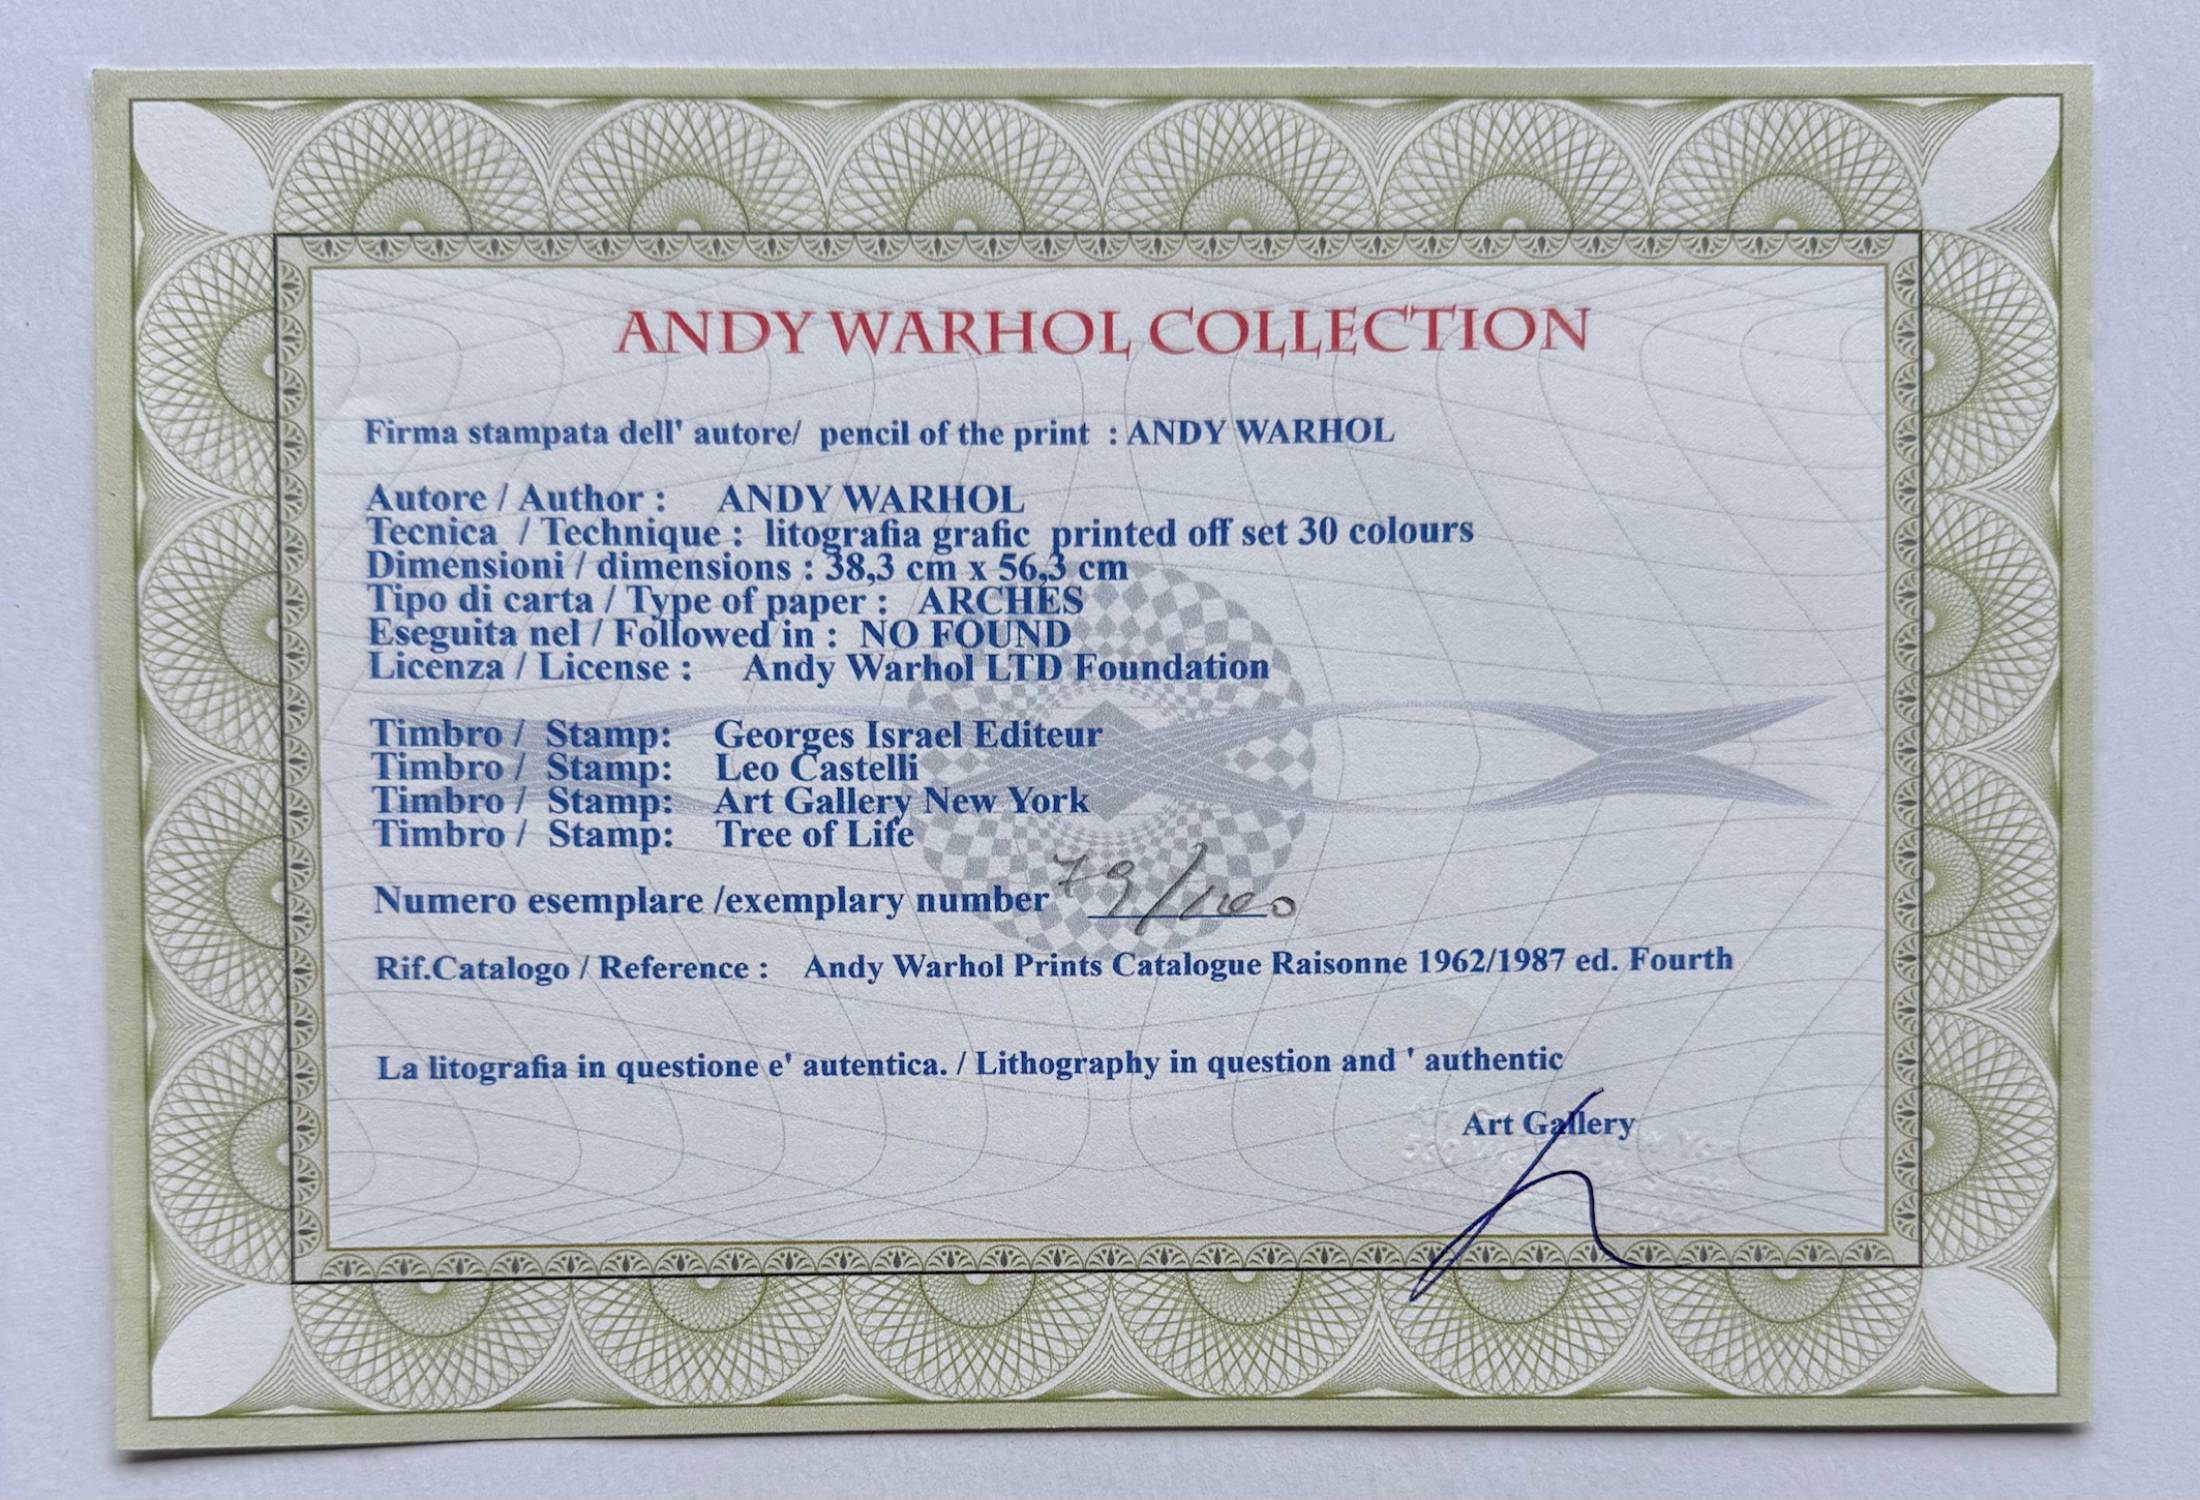 ANDY WARHOL COLLECTION
Firma stampata dell' autore/ pencil of the print : ANDY WARHOL
Autore / Author : ANDY WARHOL
Tecnica / Technique : litografia grafic printed off set 30 colours
Dimensioni / dimensions : 38,3 cm x 56,3 cm
Tipo di carta / Type of paper : ARCHES
Eseguita nel / Followed in : NO FOUND
Licenza / License : Andy Warhol LTD Foundation
Timbro / Stamp: Georges Israel Editeur
Timbro / Stamp: Leo Castelli
Timbro / Stamp: Art Gallery New York
Timbro / Stamp: Tree of Life
Numero esemplare /exemplary number 79/100
Rif.Catalogo / Reference : Andy Warhol Prints Catalogue Raisonne 1962/1987 ed. Fourth
La litografia in questione e' autentica. / Lithography in question and ' authentic
Art Gallery